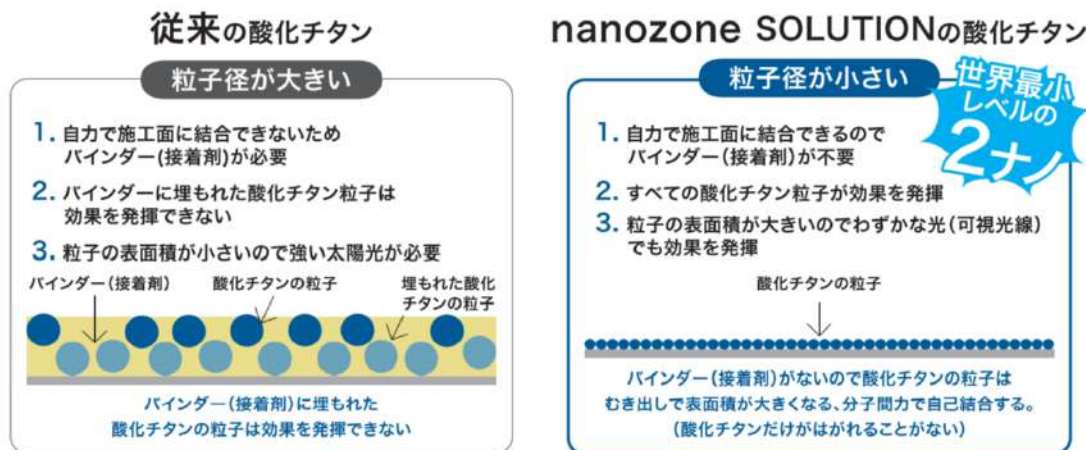 従来の酸化チタン
粒子径が大きい
1. 自力で施工面に結合できないため
バインダー(接着剤)が必要
2. バインダーに埋もれた酸化チタン粒子は
効果を発揮できない
3. 粒子の表面積が小さいので強い太陽光が必要
バインダー(接着剤)
酸化チタンの粒子
埋もれた酸化
チタンの粒子
バインダー(接着剤)に埋もれた
酸化チタンの粒子は効果を発揮できない
nanozone SOLUTIONの酸化チタン
粒子径が小さい
世界最小
レベルの
2ナノ
1. 自力で施工面に結合できるので
バインダー(接着剤)が不要
2. すべての酸化チタン粒子が効果を発揮
3. 粒子の表面積が大きいのでわずかな光(可視光線)
でも効果を発揮
酸化チタンの粒子
バインダー(接着剤)がないので酸化チタンの粒子は
むき出しで表面積が大きくなる、分子間力で自己結合する。
(酸化チタンだけがはがれることがない)